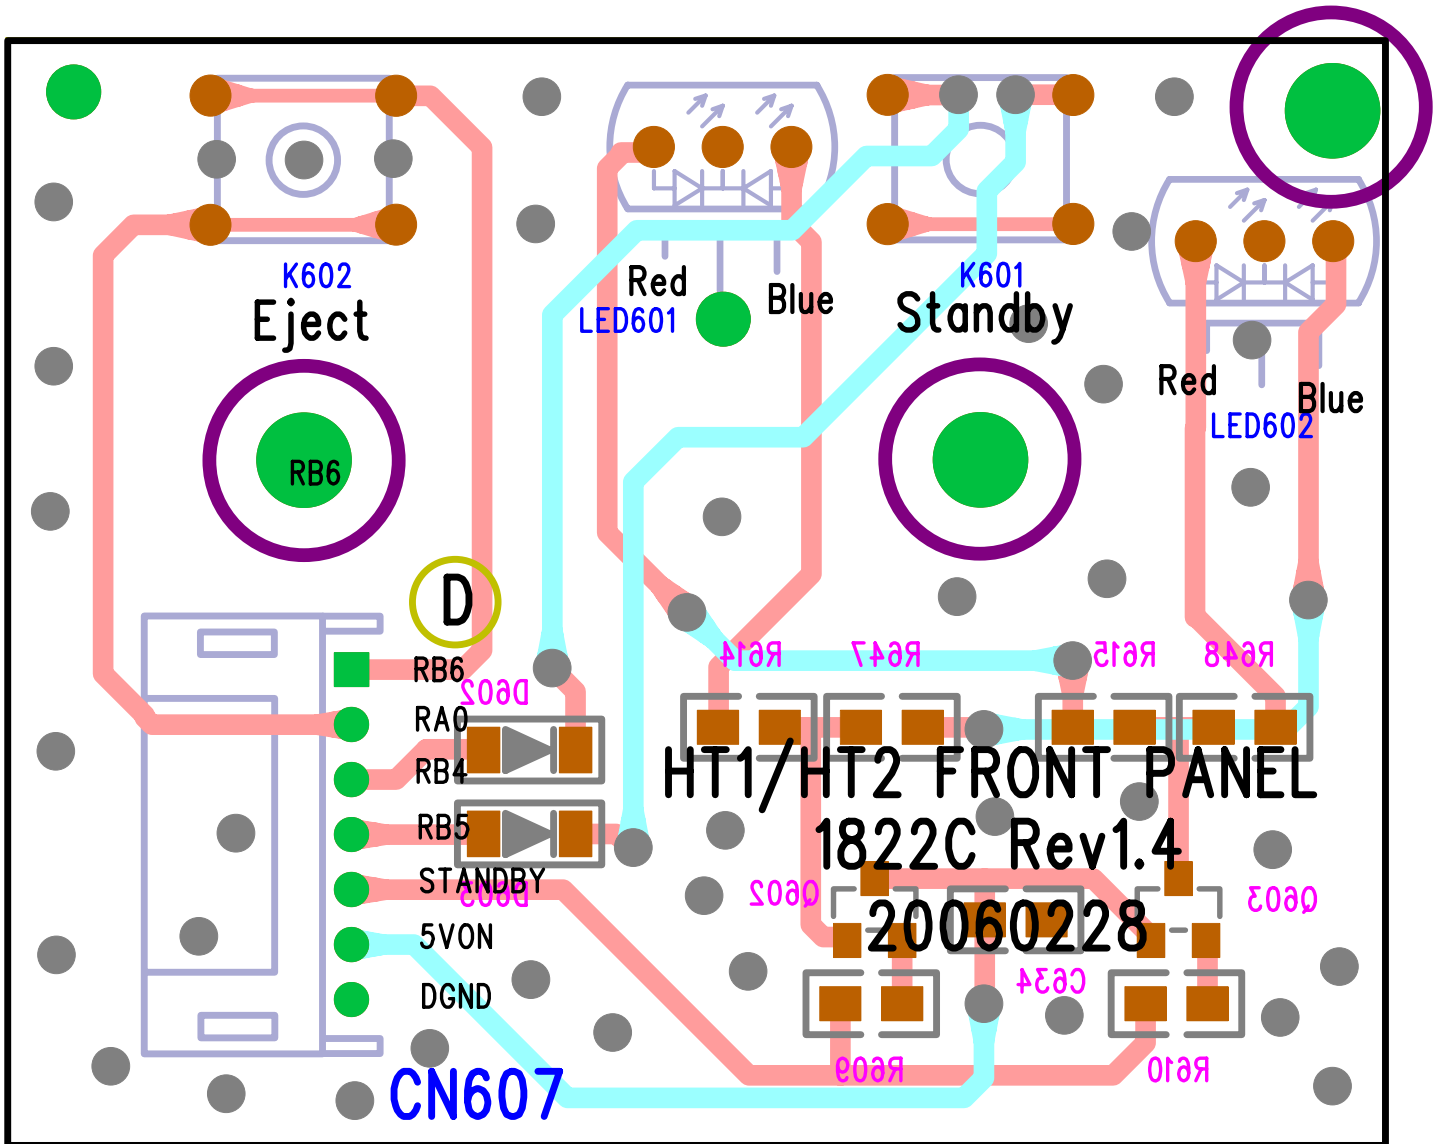 K602
Eject
Red
Blue
LED601
K601
Standby
Red
Blue
LED602
RB6
D
R614
R647
R615
R648
RB6
D602
RA0
RB4
HT1/HT2 FRONT PANEL
RB5
1822C Rev1.4
STANDBY
D603
Q602
Q603
20060228
5VON
DGND
C634
R609
R610
CN607